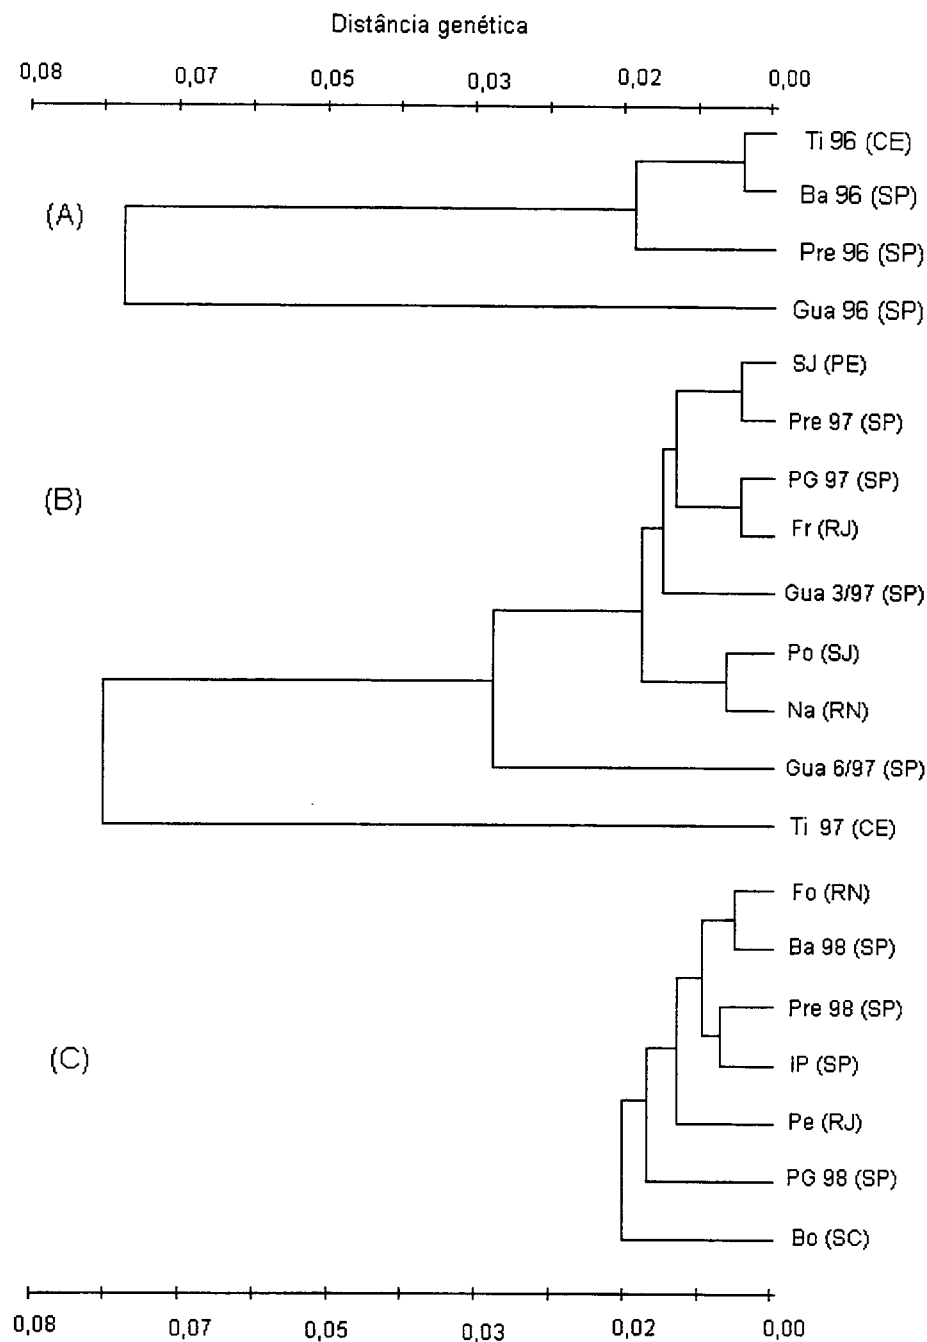 Distância genética
0,08 0,07 0,05 0,03 0,02 0,00
Ti 96 (CE)
Ba 96 (SP)
(A)
Pre 96 (SP)
Gua 96 (SP)
SJ (PE)
Pre 97 (SP)
PG 97 (SP)
(B)
Fr (RJ)
Gua 3/97 (SP)
Po (SJ)
Na (RN)
Gua 6/97 (SP)
Ti 97 (CE)
Fo (RN)
Ba 98 (SP)
Pre 98 (SP)
(C)
IP (SP)
Pe (RJ)
PG 98 (SP)
Bo (SC)
0,08 0,07 0,05 0,03 0,02 0,00